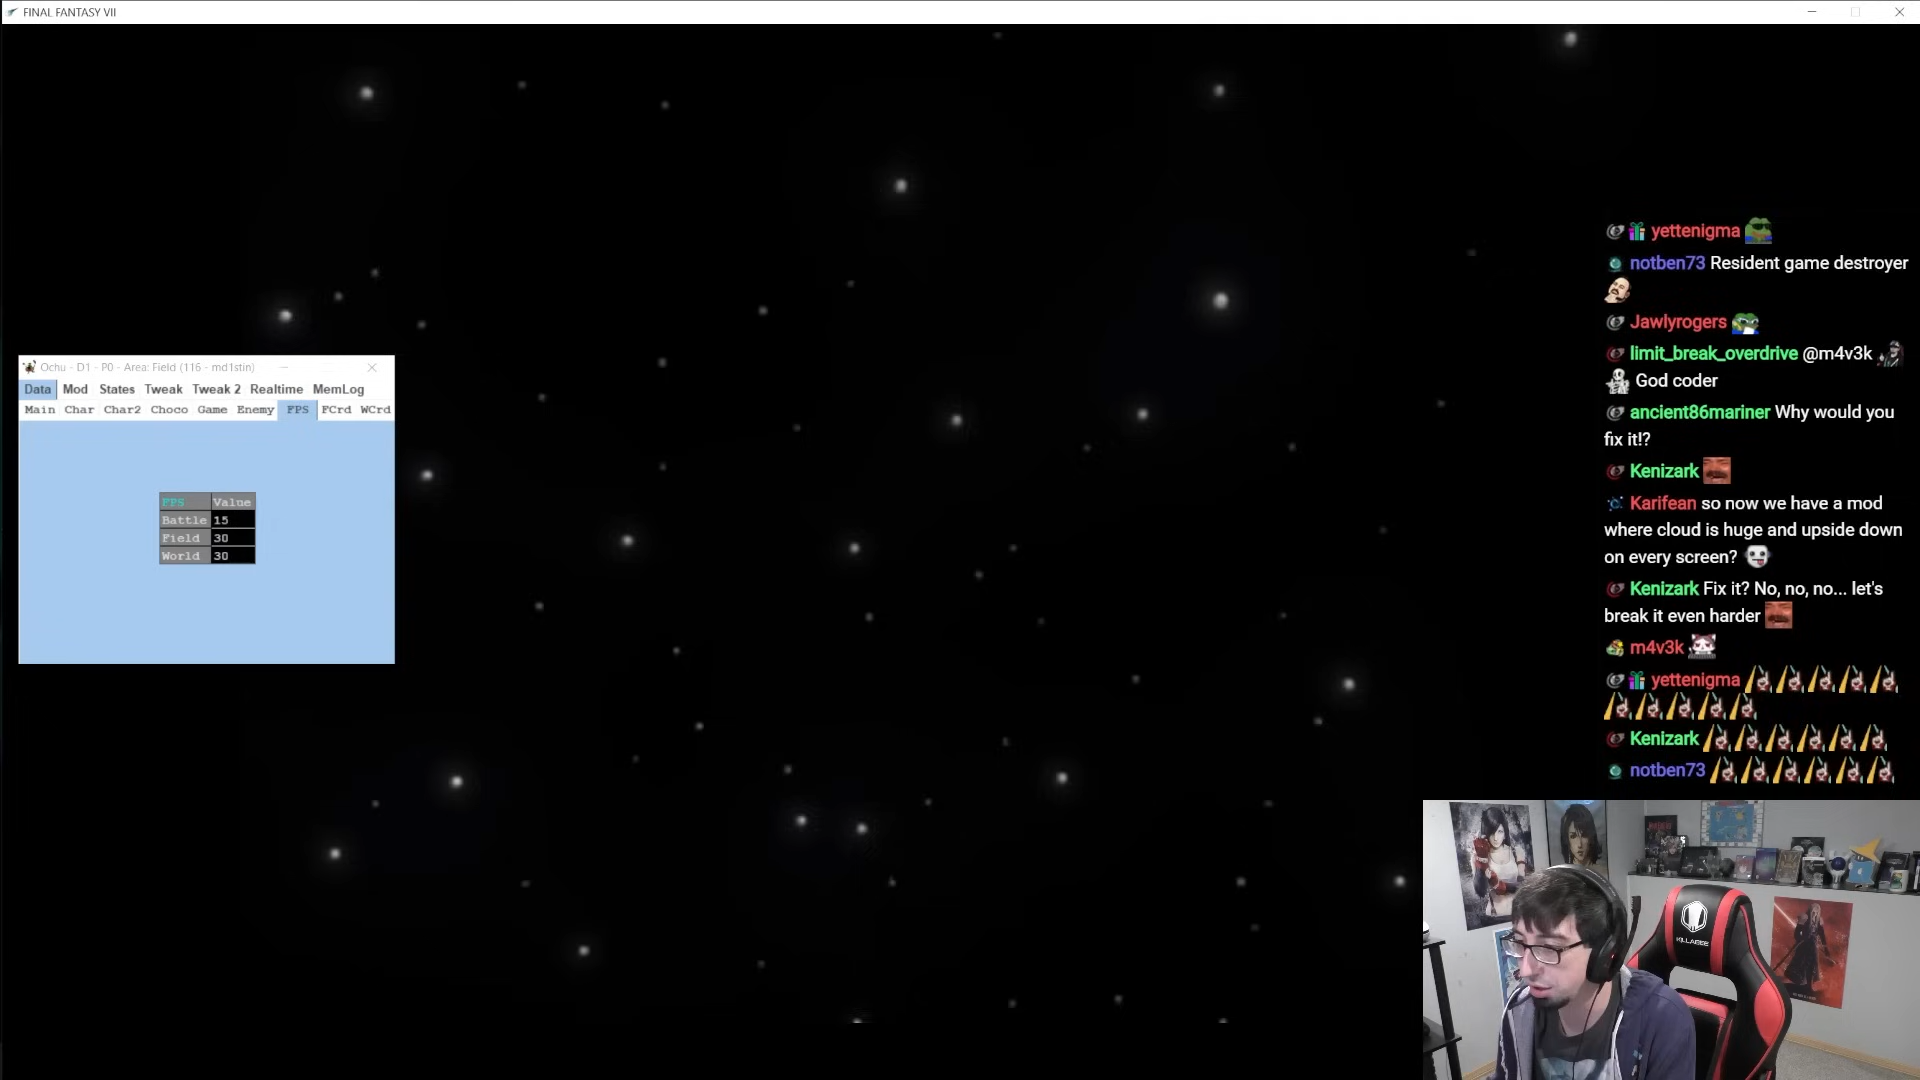 FINAL FANTASY VII
Ochu - D1 - P0 - Area: Field (116 - md1stin)
Data Mod States Tweak Tweak 2 Realtime MemLog
Main Char Char2 Choco Game Enemy FPS FCrd WCrd
FPS Value
Battle 15
Field 30
World 30
yettenigma
notben73 Resident game destroyer
Jawlyrogers
limit_break_overdrive @m4v3k
God coder
ancient86mariner Why would you
fix it!?
Kenizark
Karifean so now we have a mod
where cloud is huge and upside down
on every screen?
Kenizark Fix it? No, no, no... let's
break it even harder
m4v3k
yettenigma
Kenizark
notben73
KILLABEE